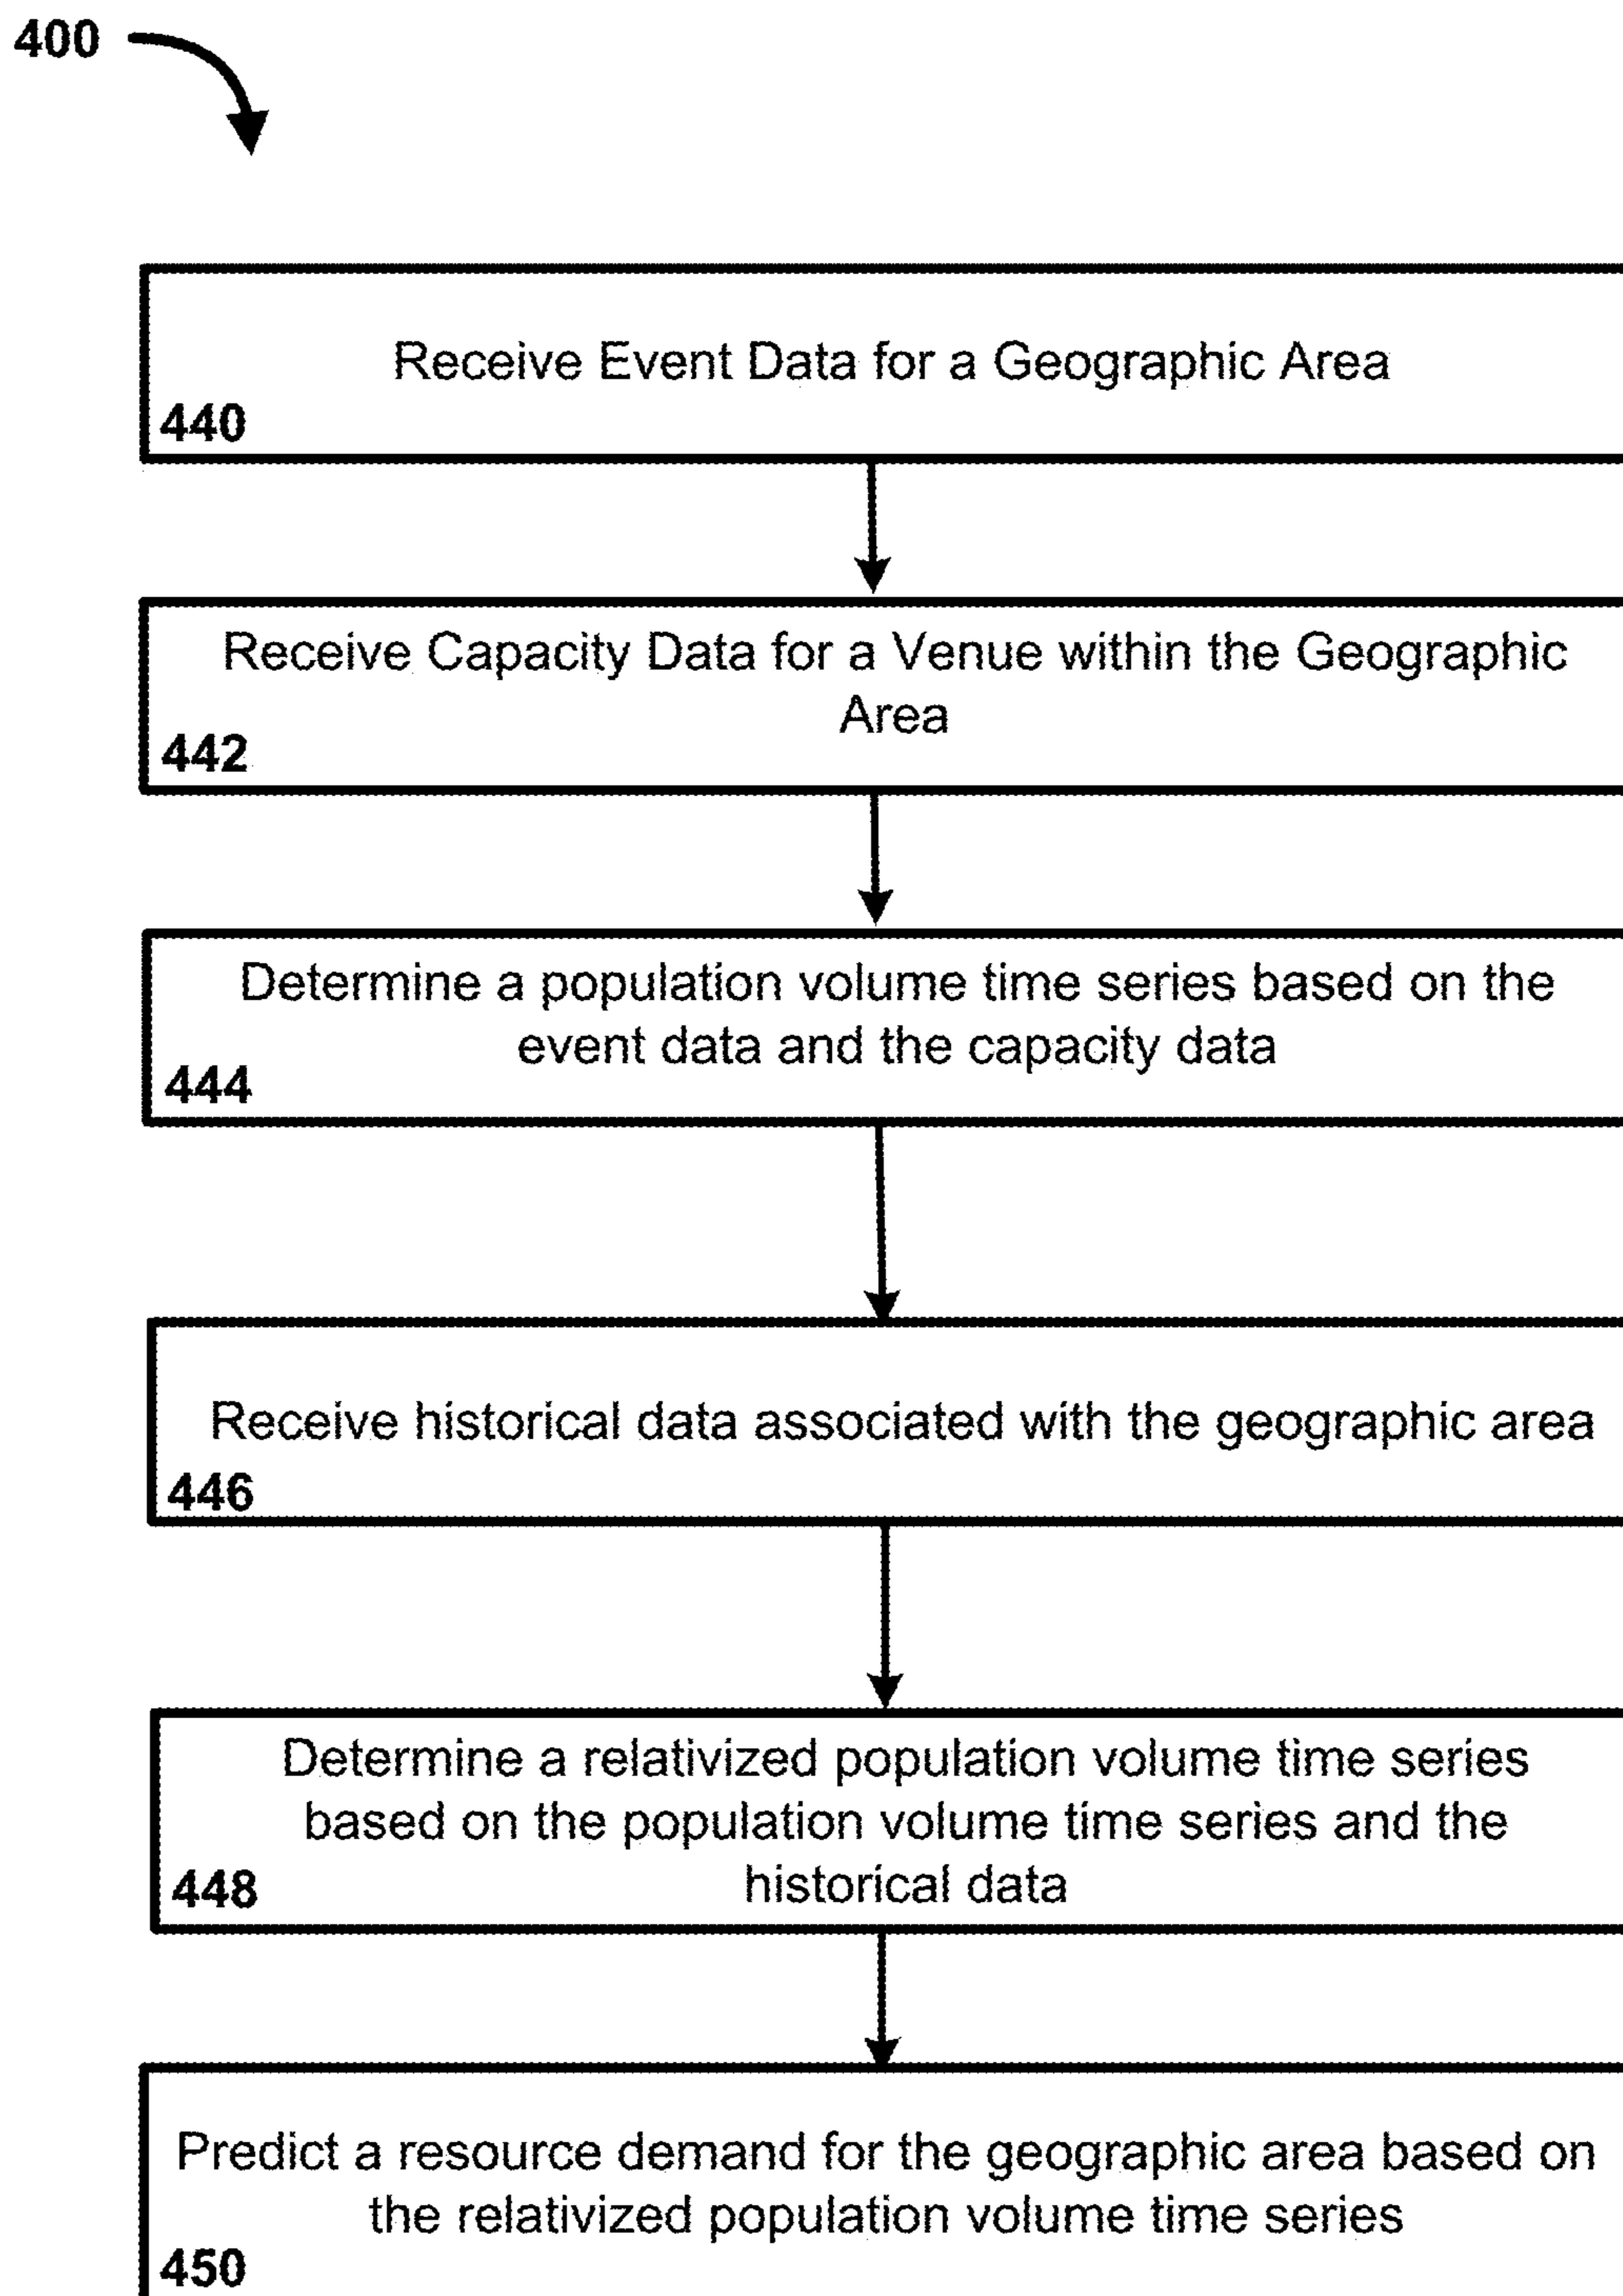 400
Receive Event Data for a Geographic Area
440
Receive Capacity Data for a Venue within the Geographic
Area
442
Determine a population volume time series based on the
event data and the capacity data
444
Receive historical data associated with the geographic area
446
Determine a relativized population volume time series
based on the population volume time series and the
historical data
448
Predict a resource demand for the geographic area based on
the relativized population volume time series
450